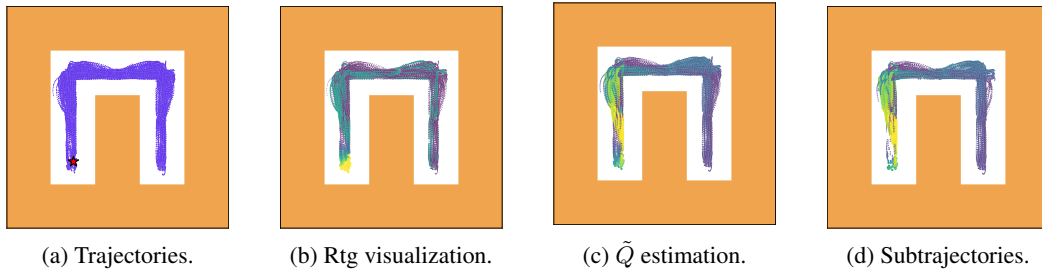 (a) Trajectories.
(b) Rtg visualization.
(c) Q̃ estimation.
(d) Subtrajectories.